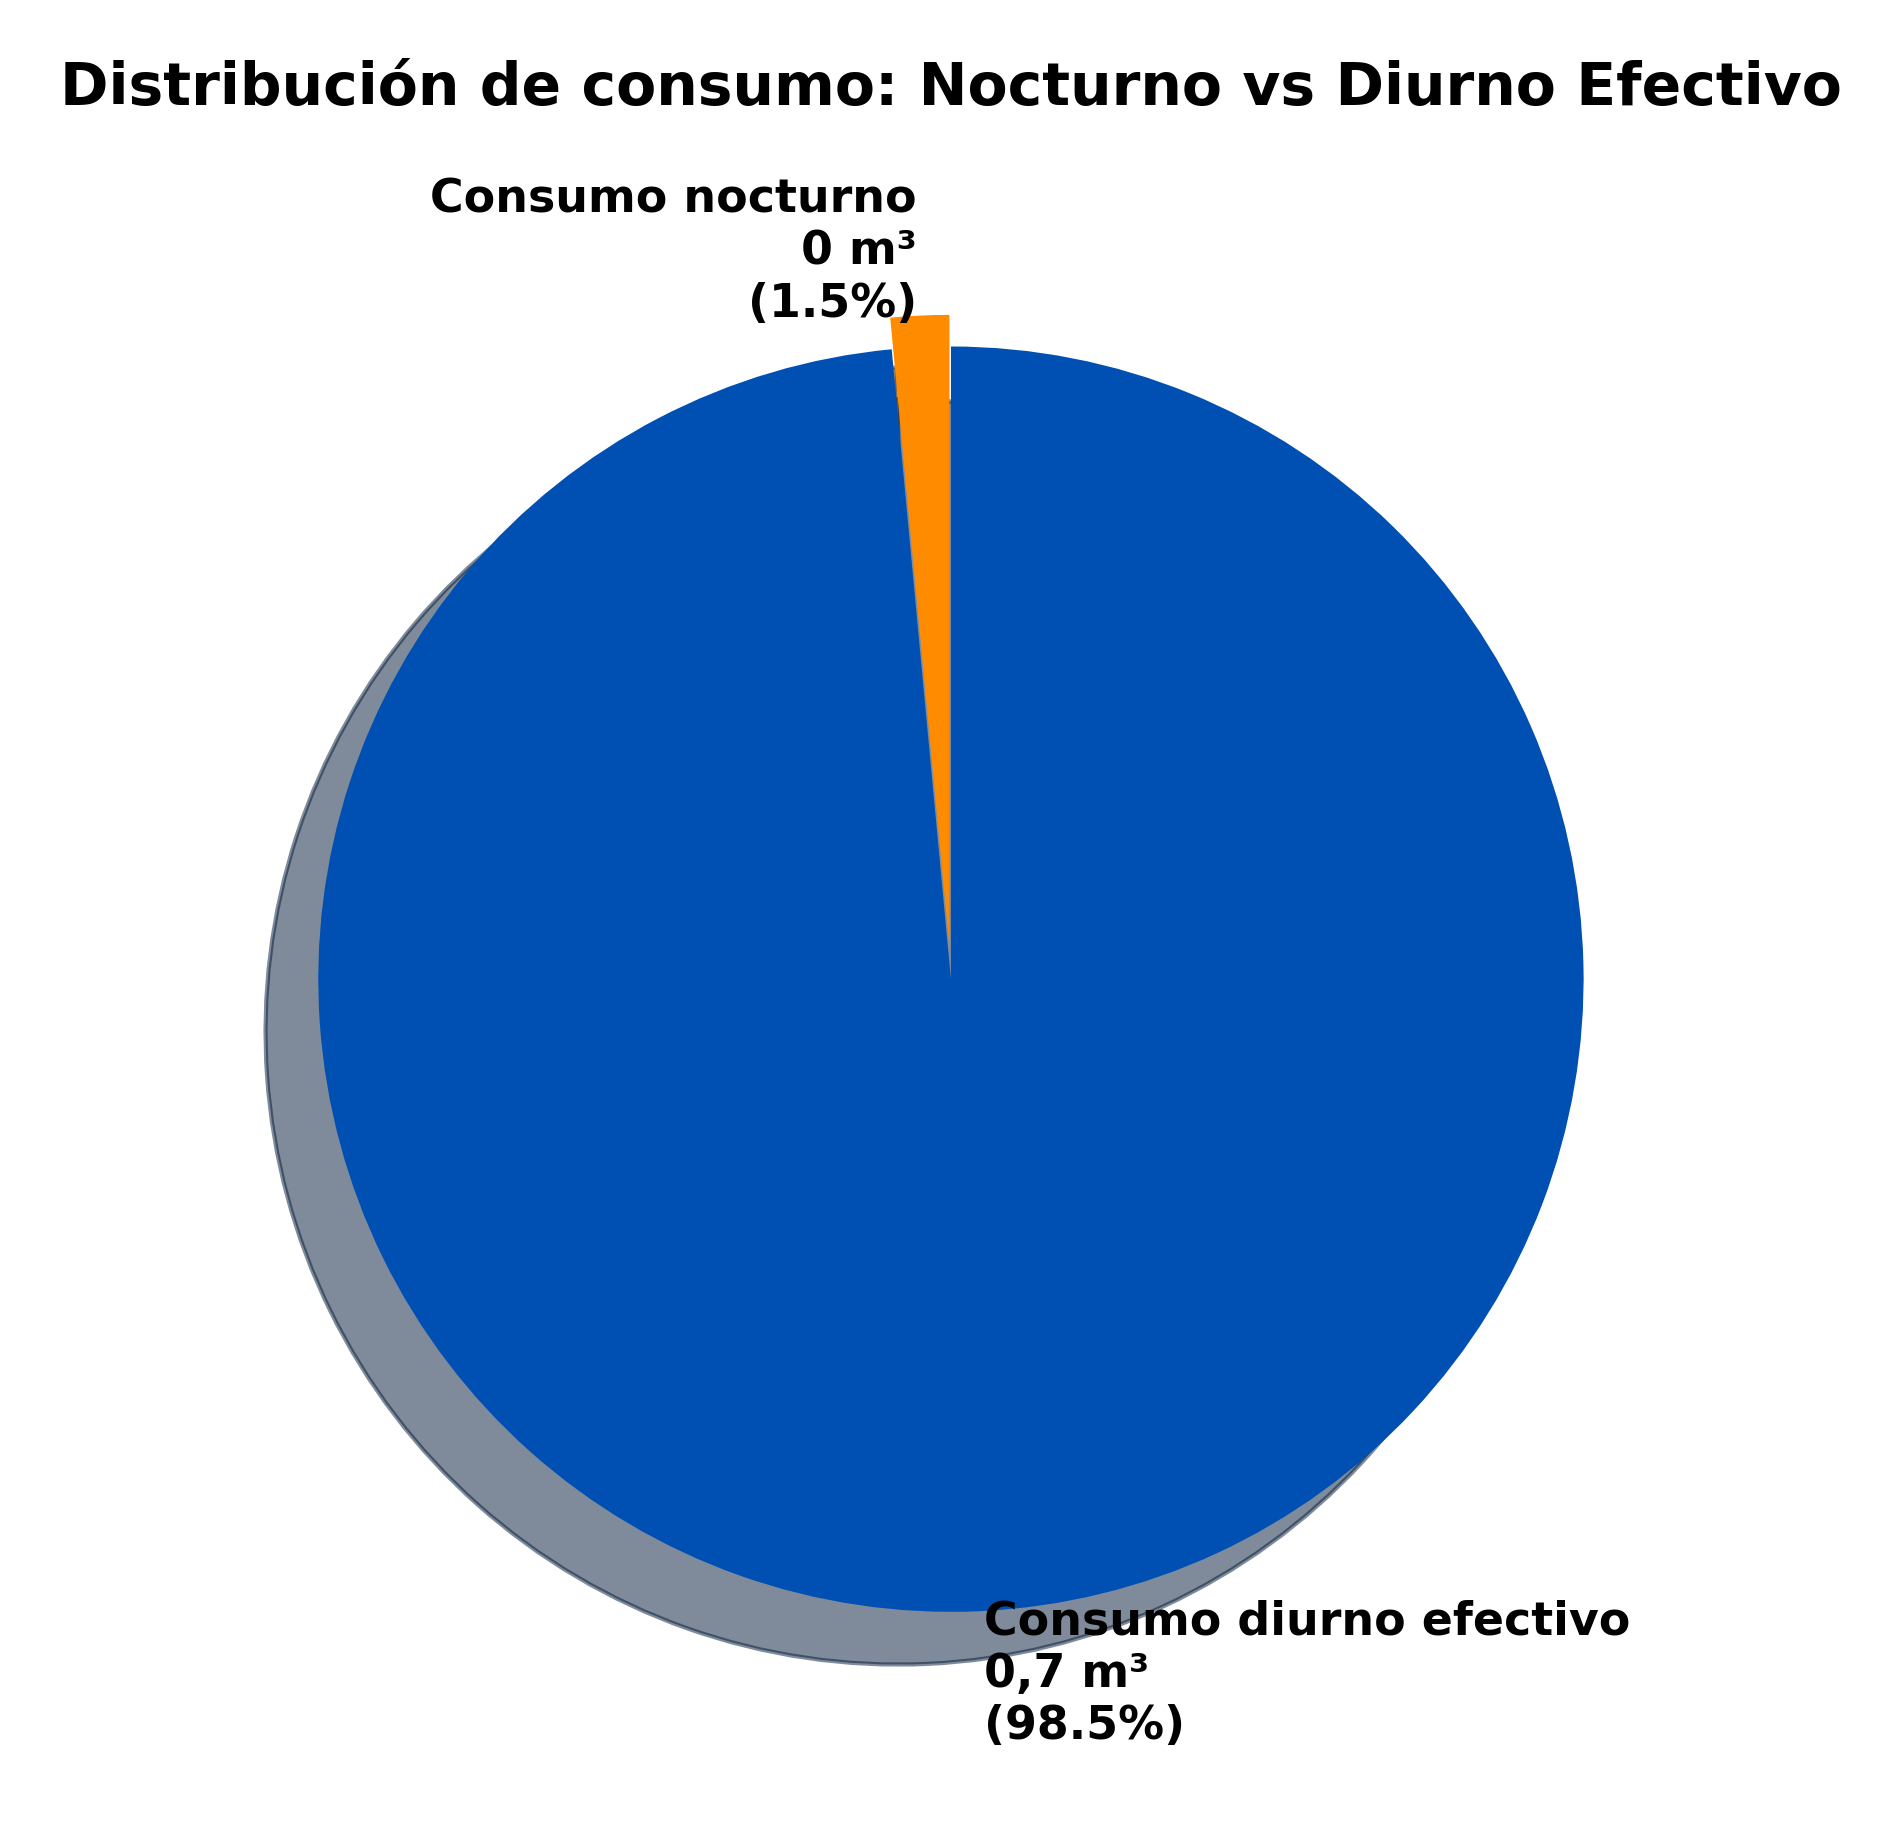 Distribución de consumo: Nocturno vs Diurno Efectivo
Consumo nocturno
0 m³
(1.5%)
Consumo diurno efectivo
0,7 m³
(98.5%)